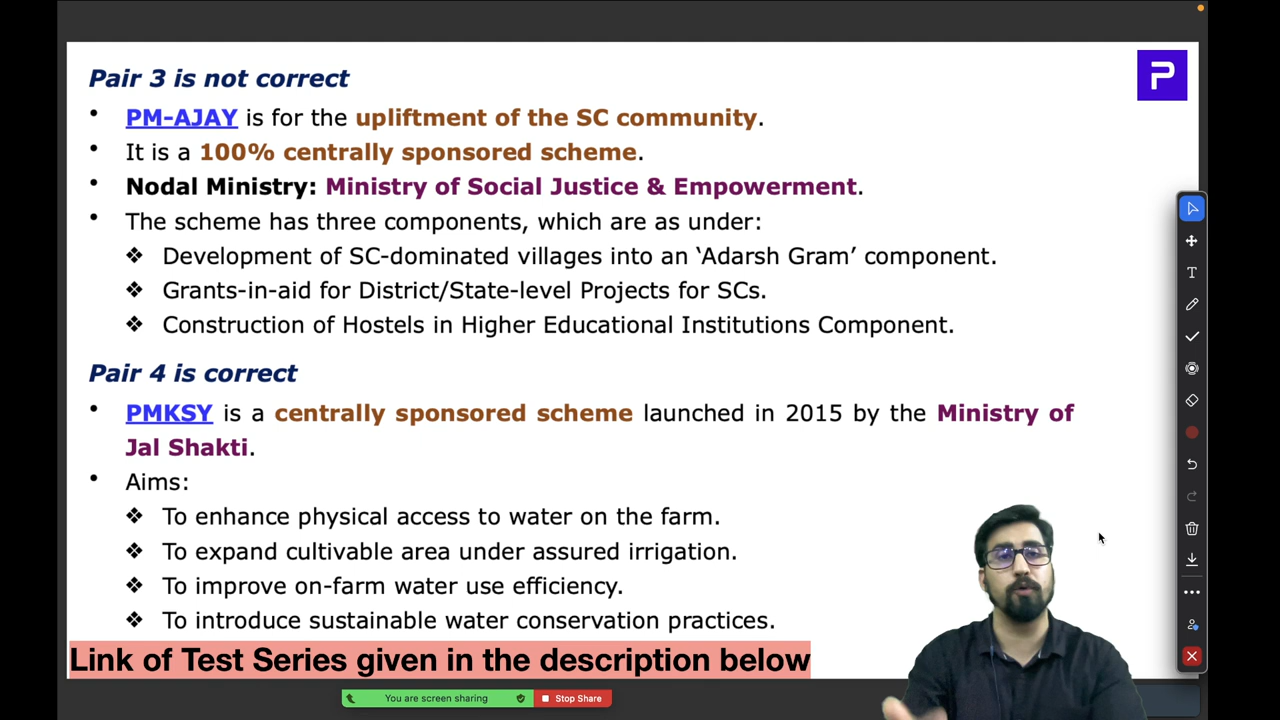 Pair 3 is not correct
P
• PM-AJAY is for the upliftment of the SC community.
• It is a 100% centrally sponsored scheme.
• Nodal Ministry: Ministry of Social Justice & Empowerment.
• The scheme has three components, which are as under:
❖ Development of SC-dominated villages into an ‘Adarsh Gram’ component.
❖ Grants-in-aid for District/State-level Projects for SCs.
❖ Construction of Hostels in Higher Educational Institutions Component.
Pair 4 is correct
• PMKSY is a centrally sponsored scheme launched in 2015 by the Ministry of
Jal Shakti.
• Aims:
❖ To enhance physical access to water on the farm.
❖ To expand cultivable area under assured irrigation.
❖ To improve on-farm water use efficiency.
❖ To introduce sustainable water conservation practices.
Link of Test Series given in the description below
You are screen sharing Stop Share
T